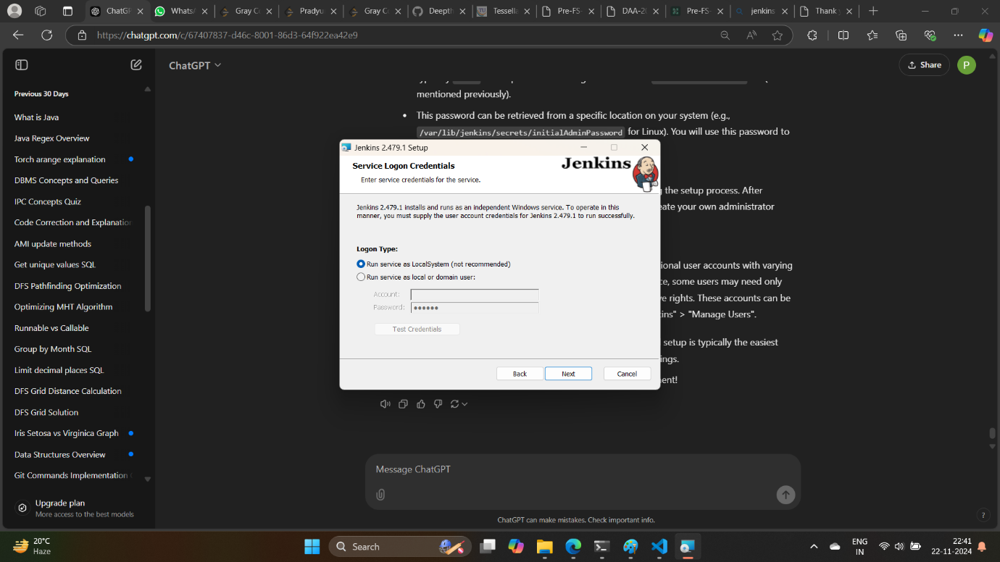 ChatGP
WhatsA
Gray Co
Pradyu
Gray Co
Deepth
Tessella
Pre-FS-
DAA-20
Pre-FS-
jenkins
Thank y
https://chatgpt.com/c/67407837-d46c-8001-86d3-64f922ea42e9
ChatGPT
Share
P
Previous 30 Days
What is Java
Java Regex Overview
Torch arange explanation
DBMS Concepts and Queries
IPC Concepts Quiz
Code Correction and Explanation
AMI update methods
Get unique values SQL
DFS Pathfinding Optimization
Optimizing MHT Algorithm
Runnable vs Callable
Group by Month SQL
Limit decimal places SQL
DFS Grid Distance Calculation
DFS Grid Solution
Iris Setosa vs Virginica Graph
Data Structures Overview
Git Commands Implementation
Upgrade plan
More access to the best models
mentioned previously).
This password can be retrieved from a specific location on your system (e.g.,
/var/lib/jenkins/secrets/initialAdminPassword for Linux). You will use this password to
g the setup process. After
eate your own administrator
ional user accounts with varying
ce, some users may need only
ve rights. These accounts can be
kins" > "Manage Users".
setup is typically the easiest
ings.
nent!
Jenkins 2.479.1 Setup
Service Logon Credentials
Enter service credentials for the service.
Jenkins
Jenkins 2.479.1 installs and runs as an independent Windows service. To operate in this
manner, you must supply the user account credentials for Jenkins 2.479.1 to run successfully.
Logon Type:
Run service as LocalSystem (not recommended)
Run service as local or domain user:
Account:
Password: ●●●●●●
Test Credentials
Back
Next
Cancel
Message ChatGPT
ChatGPT can make mistakes. Check important info.
?
20°C
Haze
Search
ENG
IN
22:41
22-11-2024